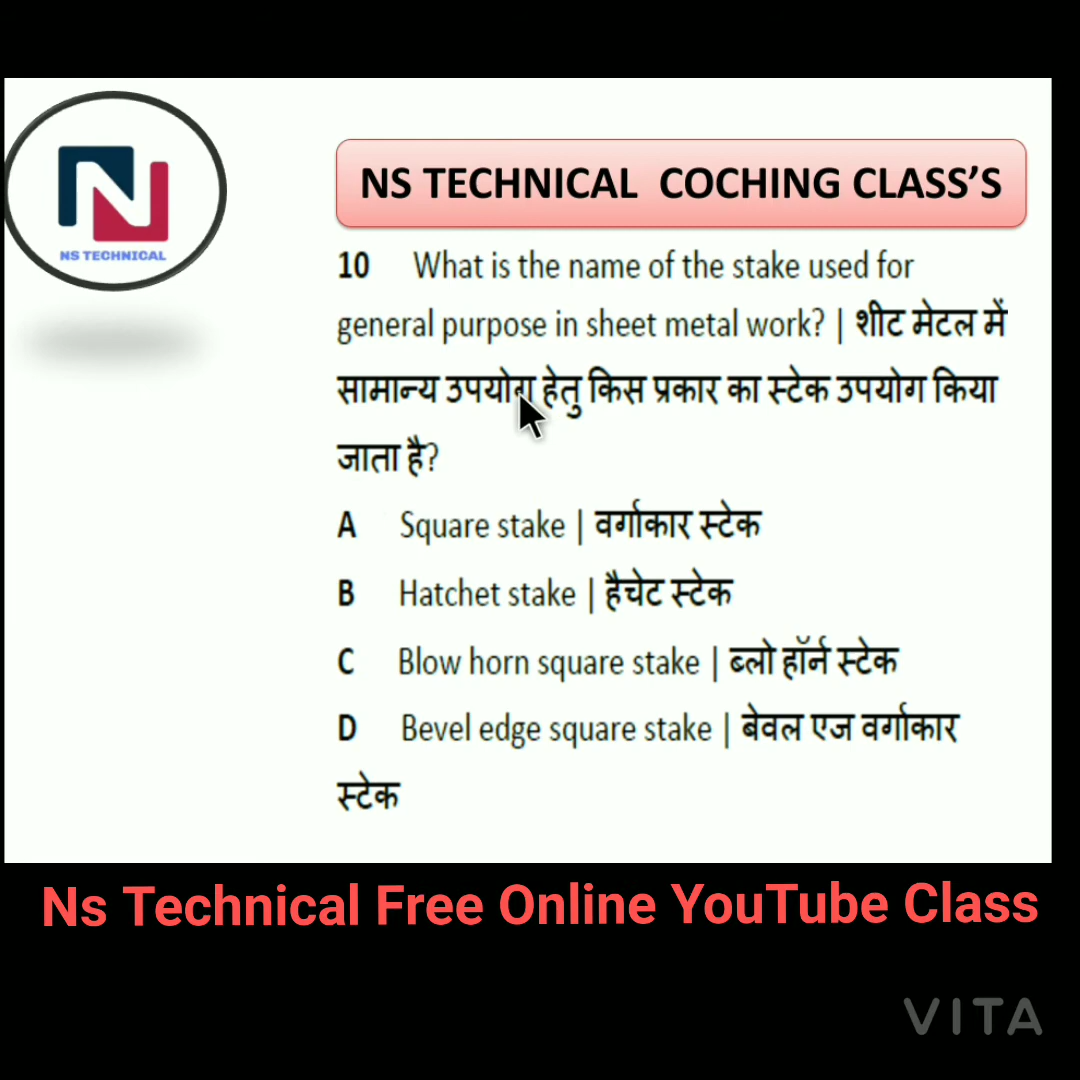 NS TECHNICAL
NS TECHNICAL COCHING CLASS'S
10 What is the name of the stake used for
general purpose in sheet metal work? | शीट मेटल में
सामान्य उपयोग हेतु किस प्रकार का स्टेक उपयोग किया
जाता है?
A Square stake | वर्गाकार स्टेक
B Hatchet stake | हैचेट स्टेक
C Blow horn square stake | ब्लो हॉर्न स्टेक
D Bevel edge square stake | बेवल एज वर्गाकार
स्टेक
Ns Technical Free Online YouTube Class
VITA